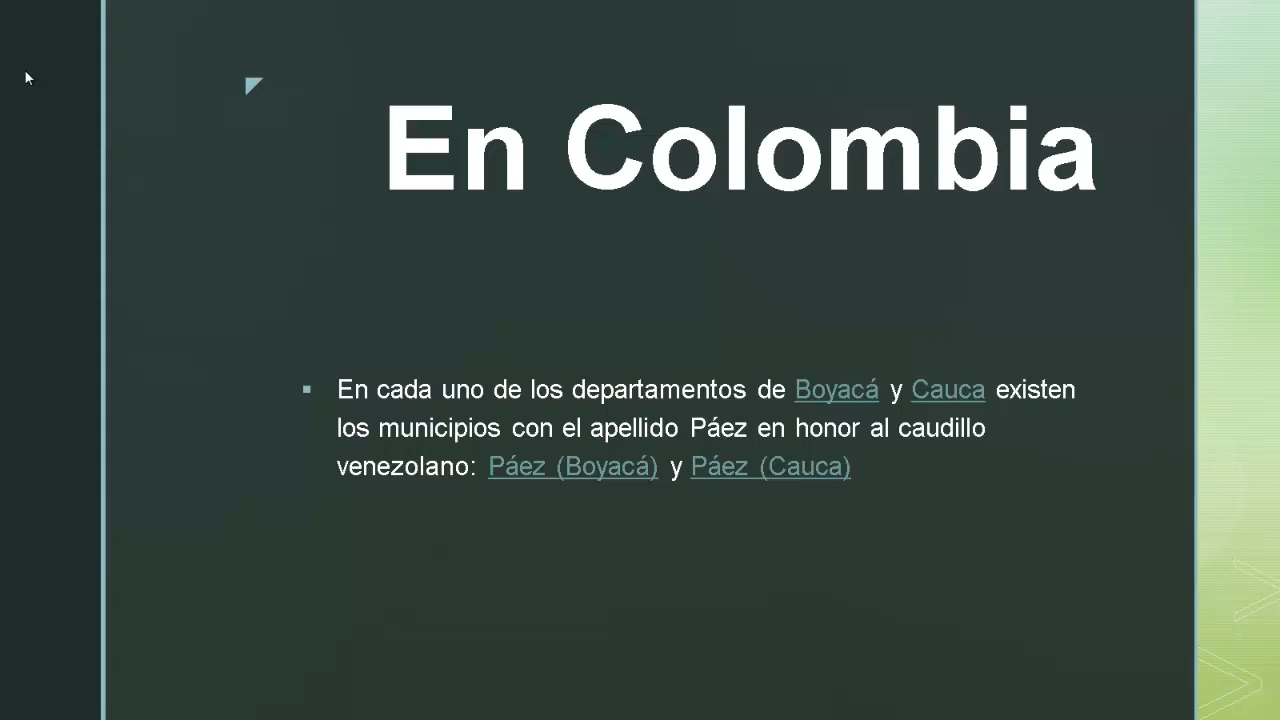 En Colombia
En cada uno de los departamentos de Boyacá y Cauca existen
los municipios con el apellido Páez en honor al caudillo
venezolano: Páez (Boyacá) y Páez (Cauca)